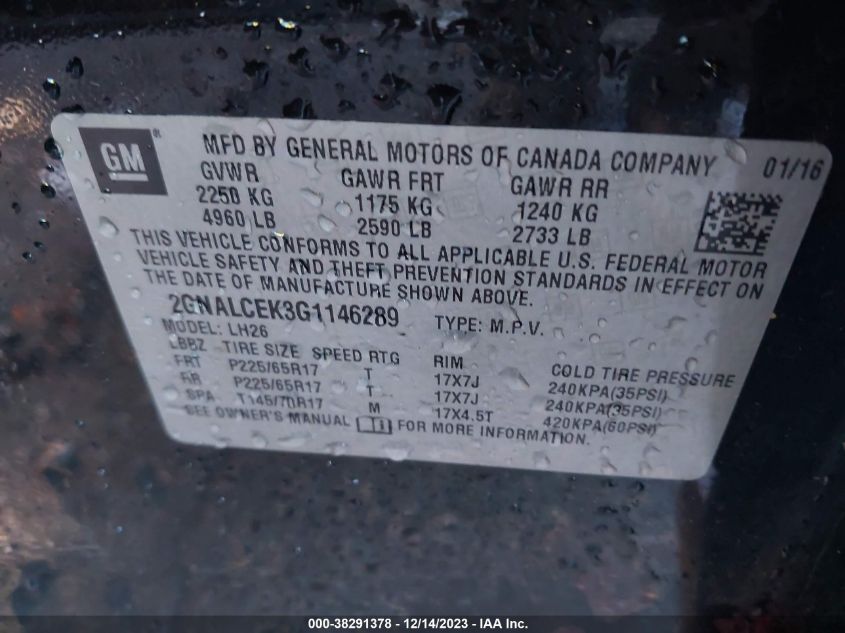 GM ® MFD BY GENERAL MOTORS OF CANADA COMPANY 01/16
GVWR GAWR FRT GAWR RR
2250 KG 1175 KG 1240 KG
4960 LB 2590 LB 2733 LB
THIS VEHICLE CONFORMS TO ALL APPLICABLE U.S. FEDERAL MOTOR
VEHICLE SAFETY AND THEFT PREVENTION STANDARDS IN EFFECT ON
THE DATE OF MANUFACTURE SHOWN ABOVE.
2GNALCEK3G1146289 TYPE: M.P.V.
MODEL: LH26
LBBZ TIRE SIZE SPEED RTG RIM COLD TIRE PRESSURE
FRT P225/65R17 T 17X7J 240KPA(35PSI)
RR P225/65R17 T 17X7J 240KPA(35PSI)
SPA T145/70R17 M 17X4.5T 420KPA(60PSI)
SEE OWNER'S MANUAL FOR MORE INFORMATION.
000-38291378 - 12/14/2023 - IAA Inc.